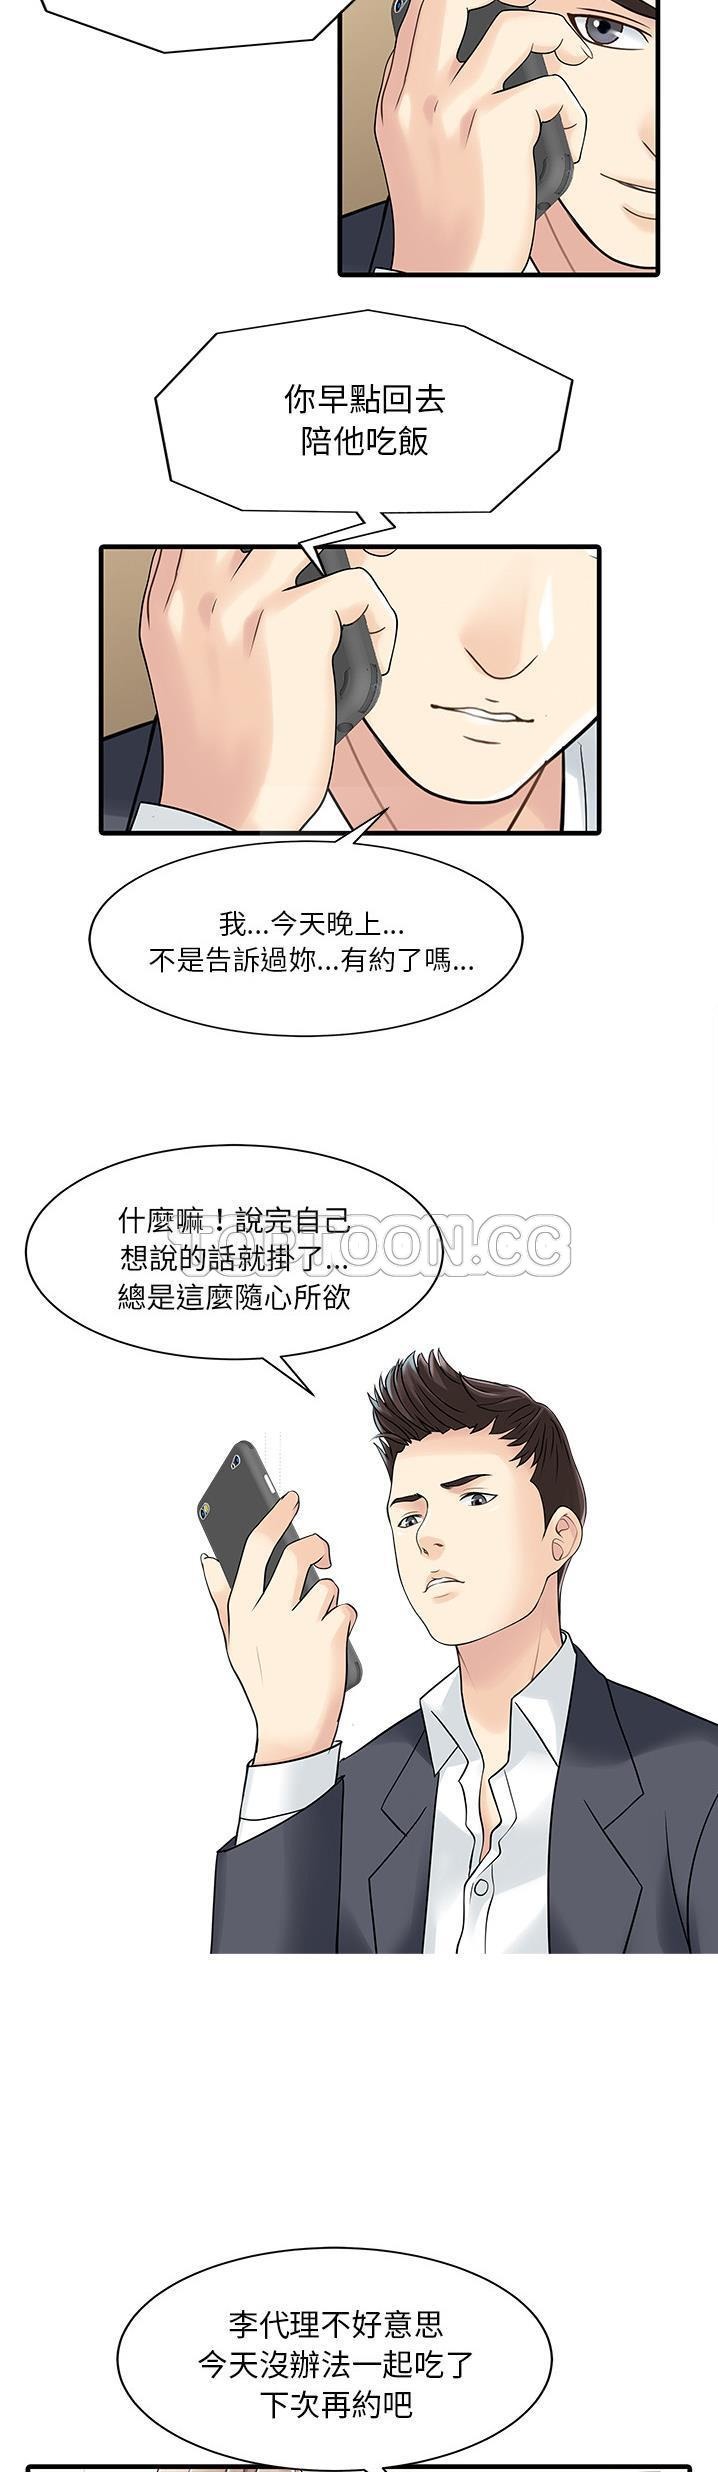 你早點回去
陪他吃飯
我...今天晚上...
不是告訴過妳...有約了嗎...
什麼嘛！說完自己
想說的話就掛了...
總是這麼隨心所欲
TOPTOON.CC
李代理不好意思
今天沒辦法一起吃了
下次再約吧